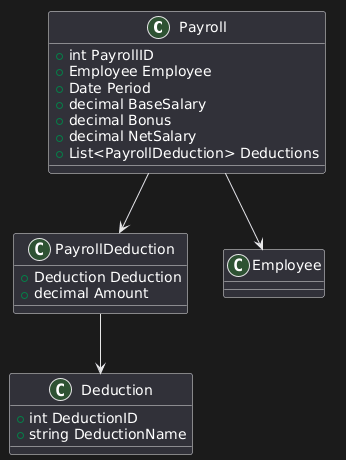 C Payroll
int PayrollID
Employee Employee
Date Period
decimal BaseSalary
decimal Bonus
decimal NetSalary
List<PayrollDeduction> Deductions
C PayrollDeduction
Deduction Deduction
decimal Amount
C Employee
C Deduction
int DeductionID
string DeductionName